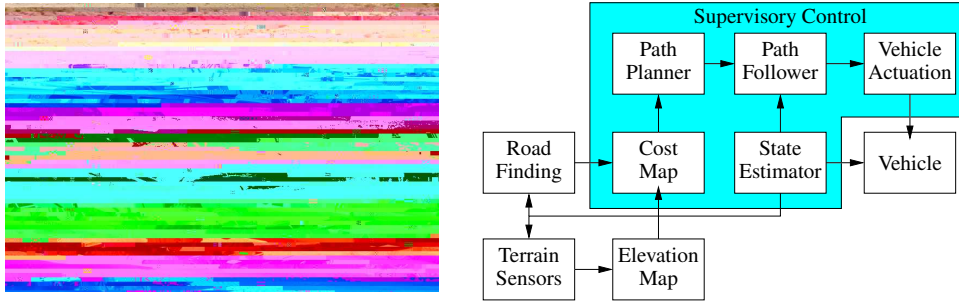 Supervisory Control
Path
Planner
Path
Follower
Vehicle
Actuation
Road
Finding
Cost
Map
State
Estimator
Vehicle
Terrain
Sensors
Elevation
Map